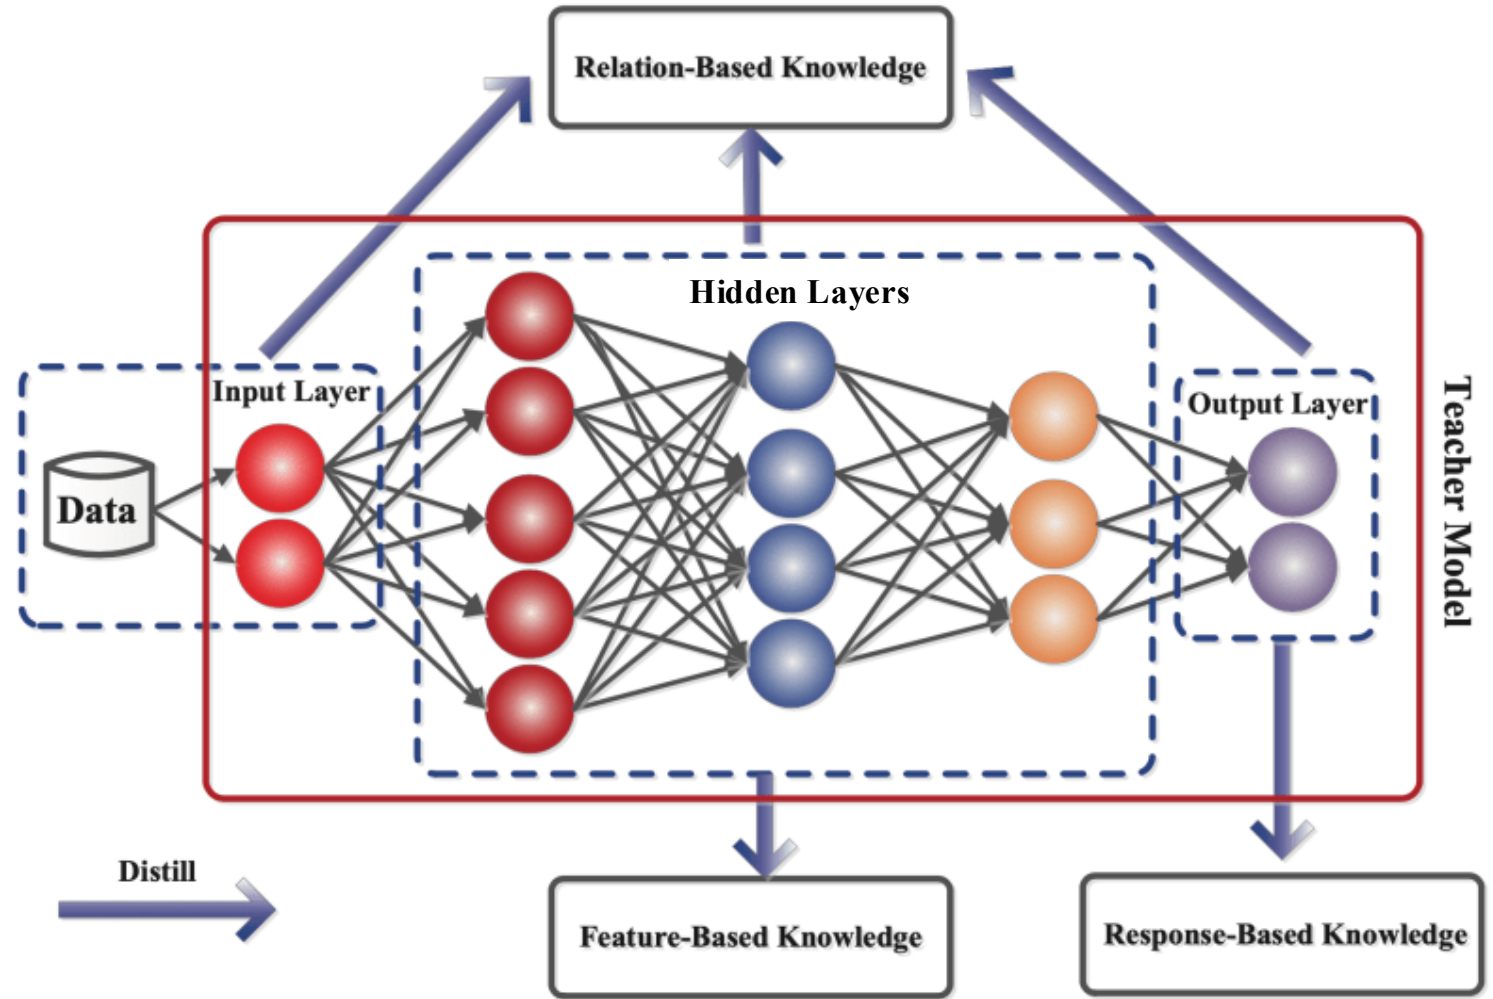 Relation-Based Knowledge
Hidden Layers
Input Layer
Output Layer
Data
Teacher Model
Distill
Feature-Based Knowledge
Response-Based Knowledge